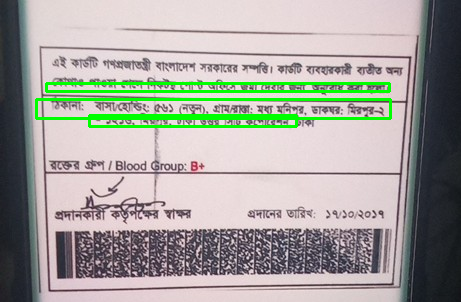 এই কার্ডটি গণপ্রজাতন্ত্রী বাংলাদেশ সরকারের সম্পত্তি। কার্ডটি ব্যবহারকারী ব্যতীত অন্য
কোথাও পাওয়া গেলে নিকটস্থ পোস্ট অফিসে জমা দেবার জন্য অনুরোধ করা হলো।
ঠিকানা: বাসা/হোল্ডিং: (৫৬১ (নতুন), গ্রাম/রাস্তা: মধ্য মনিপুর, ডাকঘর: মিরপুর-২
- ১২১৬, মিরপুর, ঢাকা উত্তর সিটি কর্পোরেশন, ঢাকা
রক্তের গ্রুপ / Blood Group: B+
প্রদানকারী কর্তৃপক্ষের স্বাক্ষর প্রদানের তারিখ: ১৭/১০/২০১৭